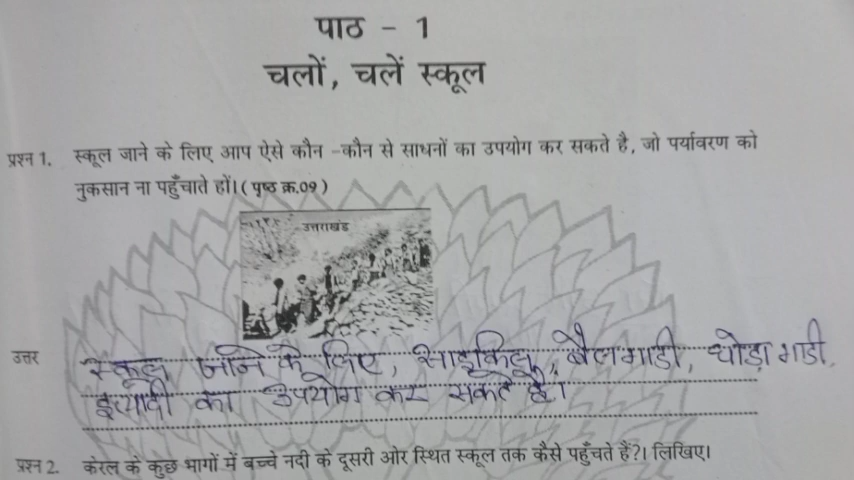 पाठ - 1
चलों, चलें स्कूल
प्रश्न 1. स्कूल जाने के लिए आप ऐसे कौन -कौन से साधनों का उपयोग कर सकते है, जो पर्यावरण को
नुकसान ना पहुँचाते हों।( पृष्ठ क्र.09 )
उत्तराखंड
उत्तर स्कूल जाने के लिए, साइकिल, बैलगाडी, घोड़ा गाडी,
इत्यादी का उपयोग कर सकते है।
प्रश्न 2. केरल के कुछ भागों में बच्चे नदी के दूसरी ओर स्थित स्कूल तक कैसे पहुँचते हैं?। लिखिए।